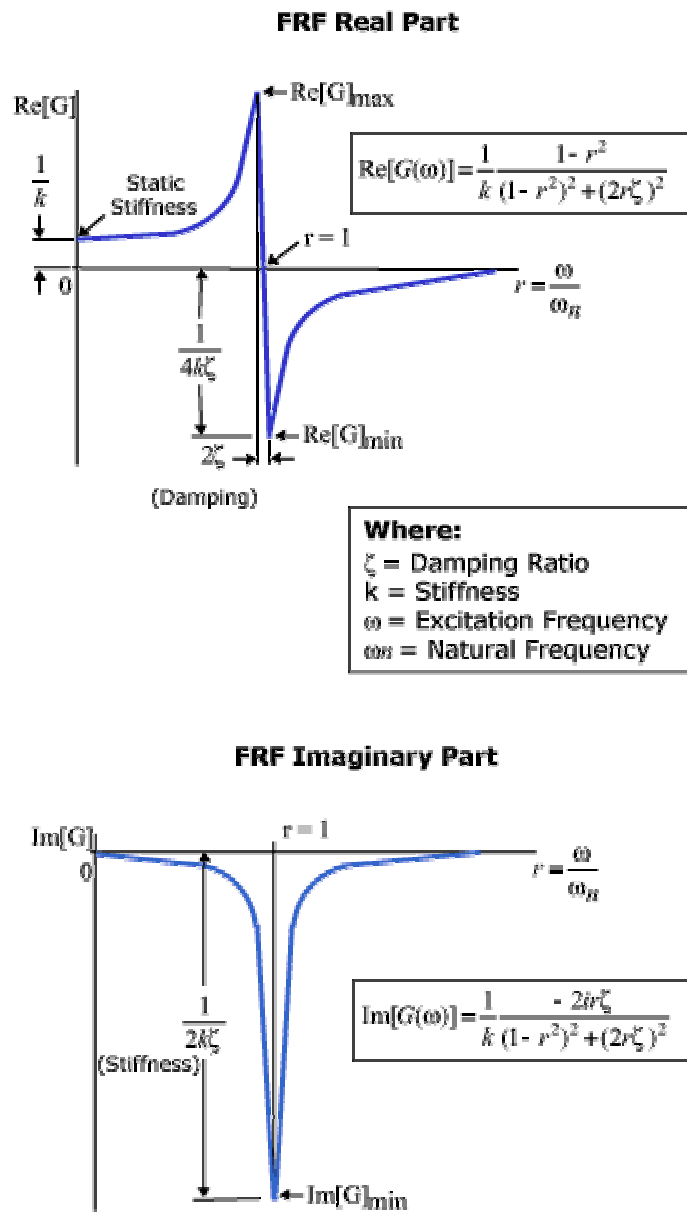 FRF Real Part
Re[G]
Re[G]max
1/k
Static
Stiffness
Re[G(ω)]=1/k (1- r²)/((1- r²)²+(2rζ)²)
r = 1
0
r=ω/ωn
1/4kζ
Re[G]min
2ζ
(Damping)
Where:
ζ = Damping Ratio
k = Stiffness
ω = Excitation Frequency
ωn = Natural Frequency
FRF Imaginary Part
Im[G]
r = 1
0
r=ω/ωn
1/2kζ
(Stiffness)
Im[G(ω)]=1/k (- 2irζ)/((1- r²)²+(2rζ)²)
Im[G]min